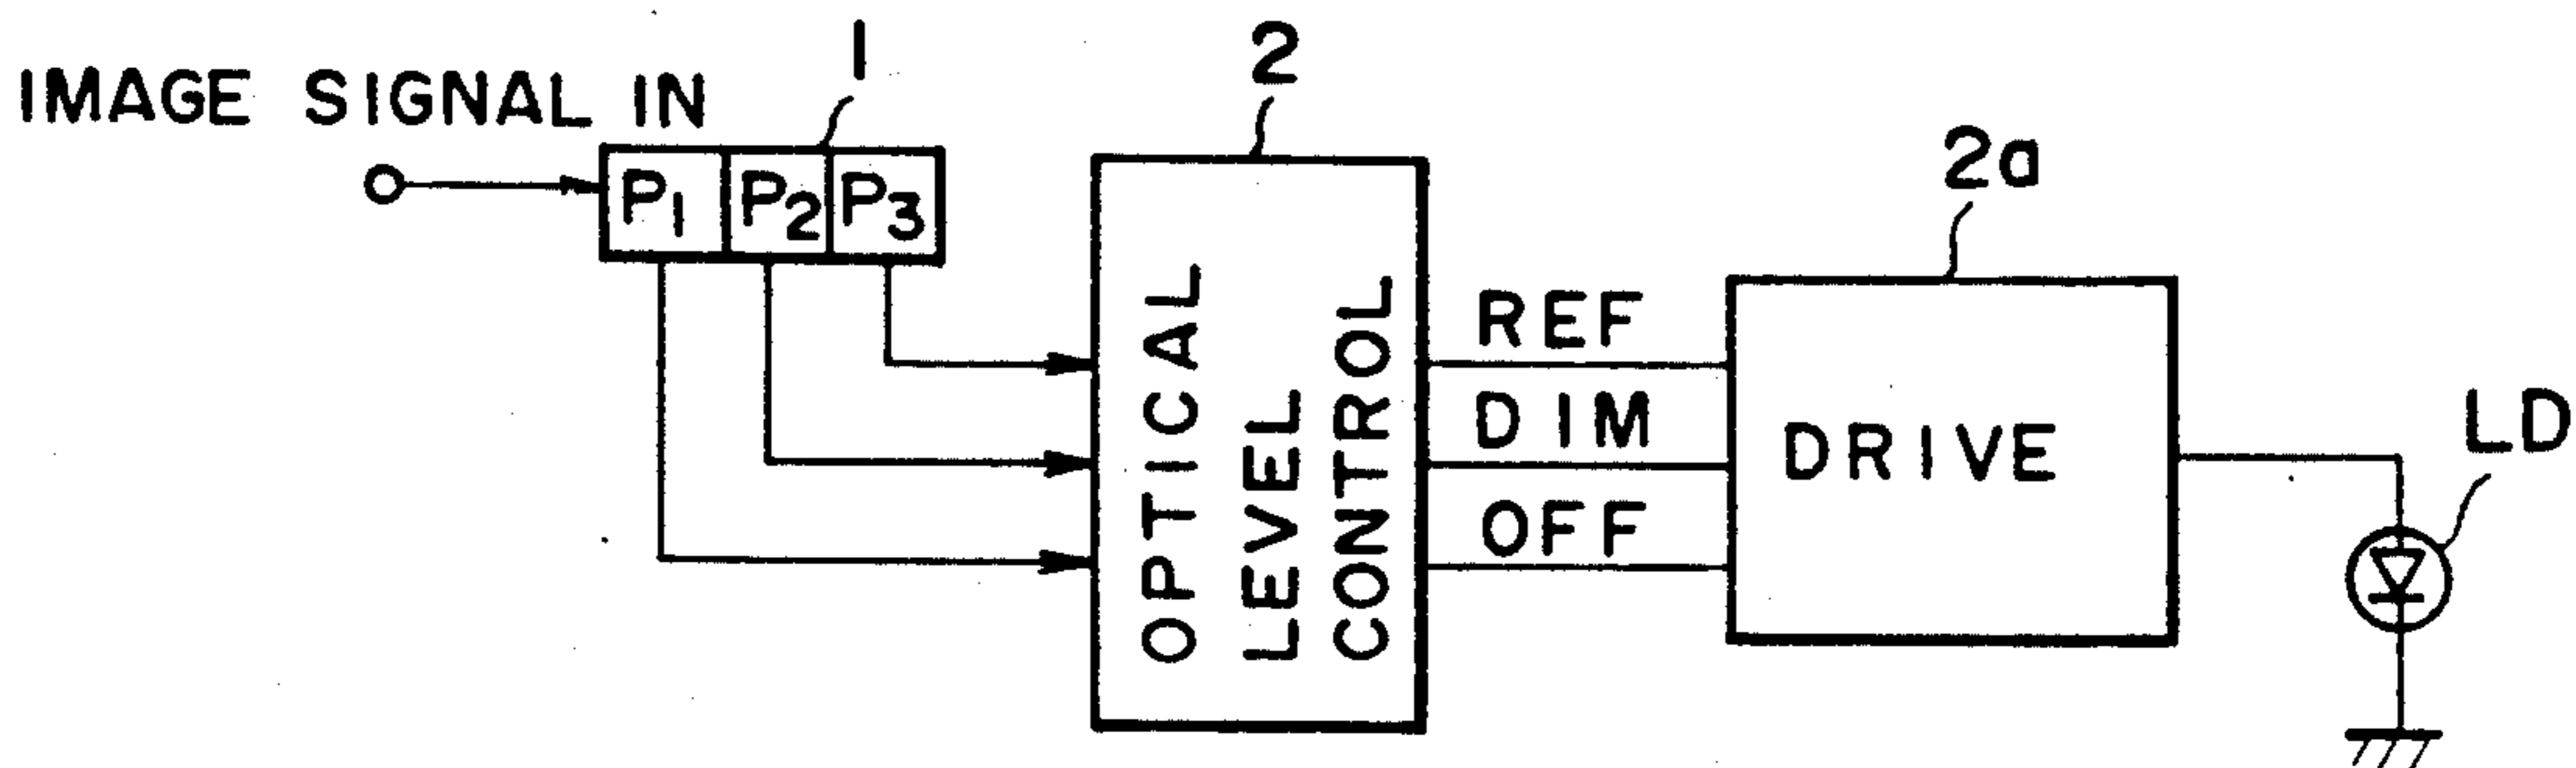 IMAGE SIGNAL IN
1
2
2a
P1 P2 P3
OPTICAL
LEVEL
CONTROL
REF
DIM
OFF
DRIVE
LD